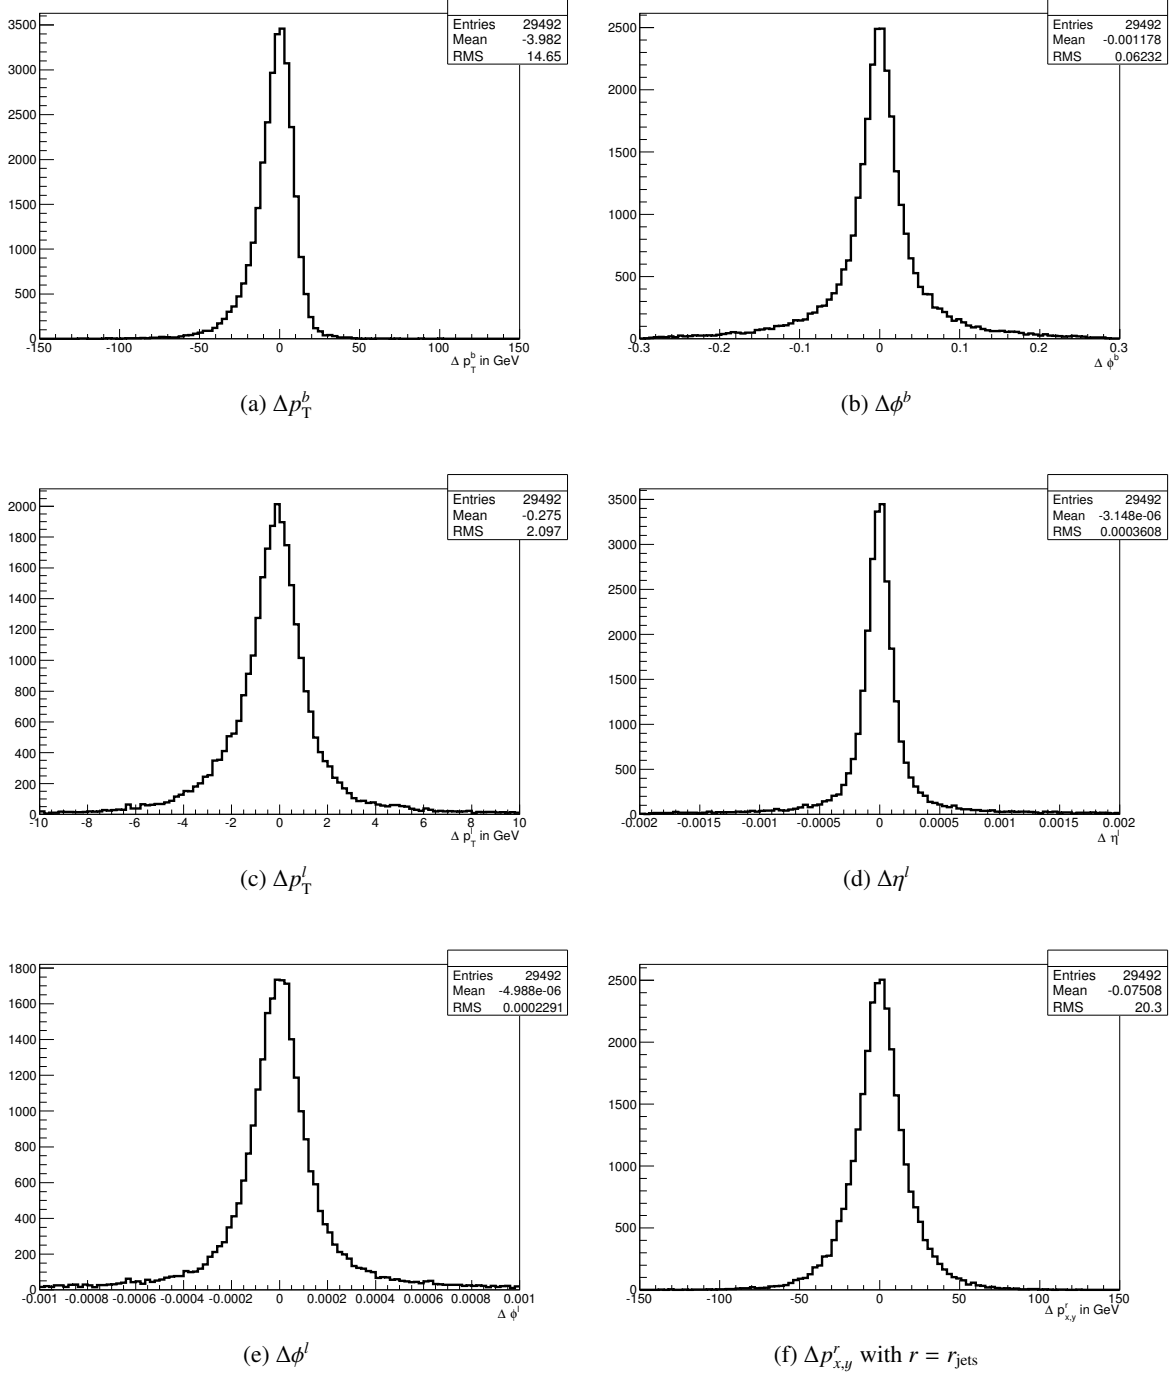 Entries 29492
Mean -3.982
RMS 14.65
3500
3000
2500
2000
1500
1000
500
0
-150 -100 -50 0 50 100 150
Δ p_T^b in GeV
(a) Δp_T^b
Entries 29492
Mean -0.001178
RMS 0.06232
2500
2000
1500
1000
500
0
-0.3 -0.2 -0.1 0 0.1 0.2 0.3
Δ ϕ^b
(b) Δϕ^b
Entries 29492
Mean -0.275
RMS 2.097
2000
1800
1600
1400
1200
1000
800
600
400
200
0
-10 -8 -6 -4 -2 0 2 4 6 8 10
Δ p_T^l in GeV
(c) Δp_T^l
Entries 29492
Mean -3.148e-06
RMS 0.0003608
3500
3000
2500
2000
1500
1000
500
0
-0.002 -0.0015 -0.001 -0.0005 0 0.0005 0.001 0.0015 0.002
Δ η^l
(d) Δη^l
Entries 29492
Mean -4.988e-06
RMS 0.0002291
1800
1600
1400
1200
1000
800
600
400
200
0
-0.001 -0.0008 -0.0006 -0.0004 -0.0002 0 0.0002 0.0004 0.0006 0.0008 0.001
Δ ϕ^l
(e) Δϕ^l
Entries 29492
Mean -0.07508
RMS 20.3
2500
2000
1500
1000
500
0
-150 -100 -50 0 50 100 150
Δ p_{x,y}^r in GeV
(f) Δp_{x,y}^r with r = r_jets